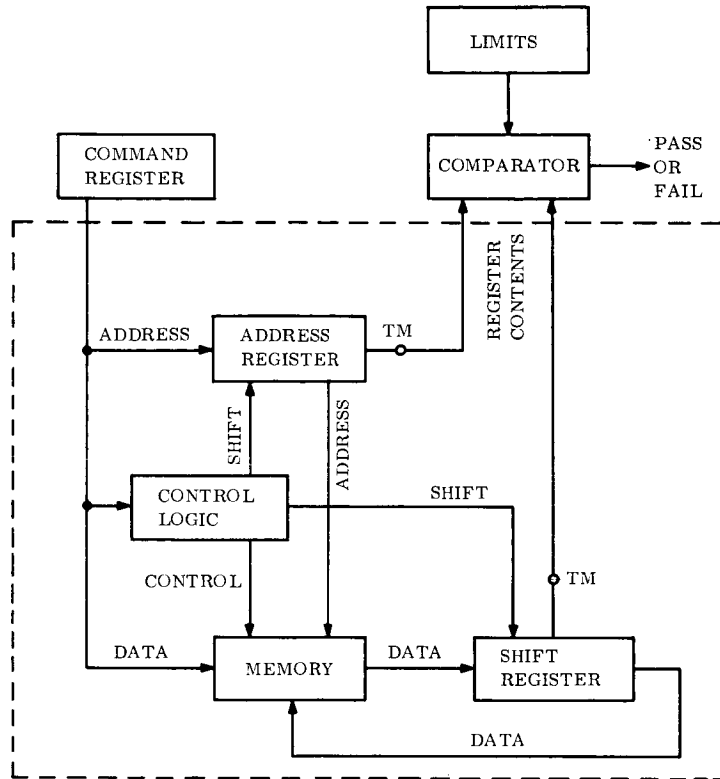 LIMITS
COMMAND
REGISTER
COMPARATOR
PASS
OR
FAIL
REGISTER
CONTENTS
ADDRESS
ADDRESS
REGISTER
TM
SHIFT
ADDRESS
CONTROL
LOGIC
SHIFT
CONTROL
TM
DATA
MEMORY
DATA
SHIFT
REGISTER
DATA